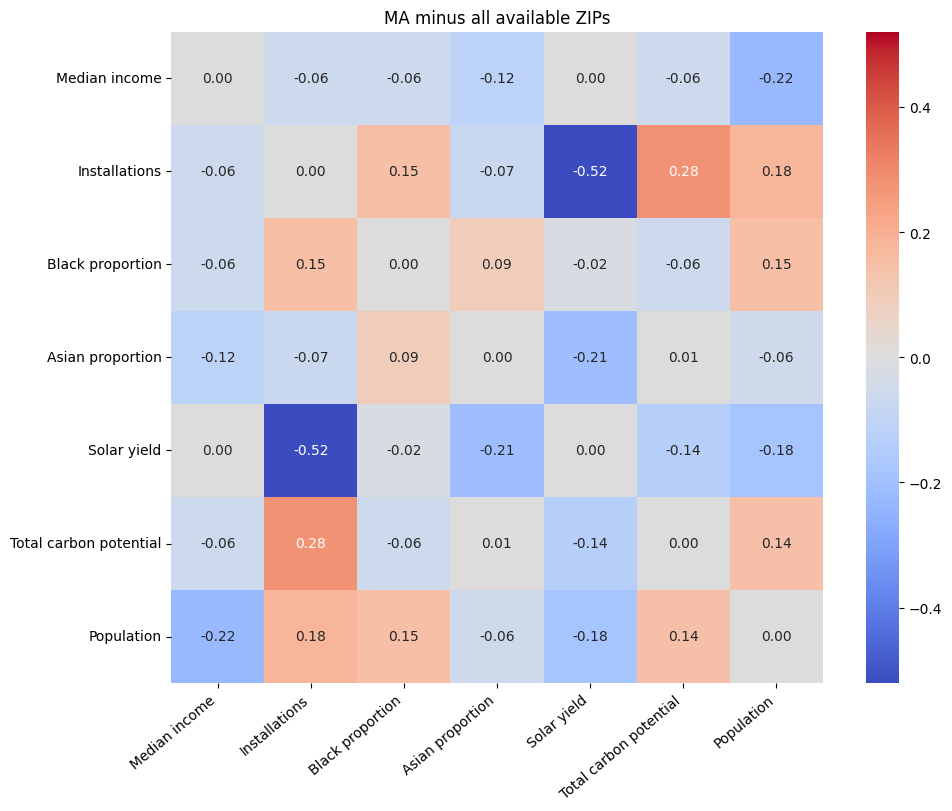 MA minus all available ZIPs
Median income 0.00 -0.06 -0.06 -0.12 0.00 -0.06 -0.22
Installations -0.06 0.00 0.15 -0.07 -0.52 0.28 0.18
Black proportion -0.06 0.15 0.00 0.09 -0.02 -0.06 0.15
Asian proportion -0.12 -0.07 0.09 0.00 -0.21 0.01 -0.06
Solar yield 0.00 -0.52 -0.02 -0.21 0.00 -0.14 -0.18
Total carbon potential -0.06 0.28 -0.06 0.01 -0.14 0.00 0.14
Population -0.22 0.18 0.15 -0.06 -0.18 0.14 0.00
Median income
Installations
Black proportion
Asian proportion
Solar yield
Total carbon potential
Population
0.4
0.2
0.0
−0.2
−0.4